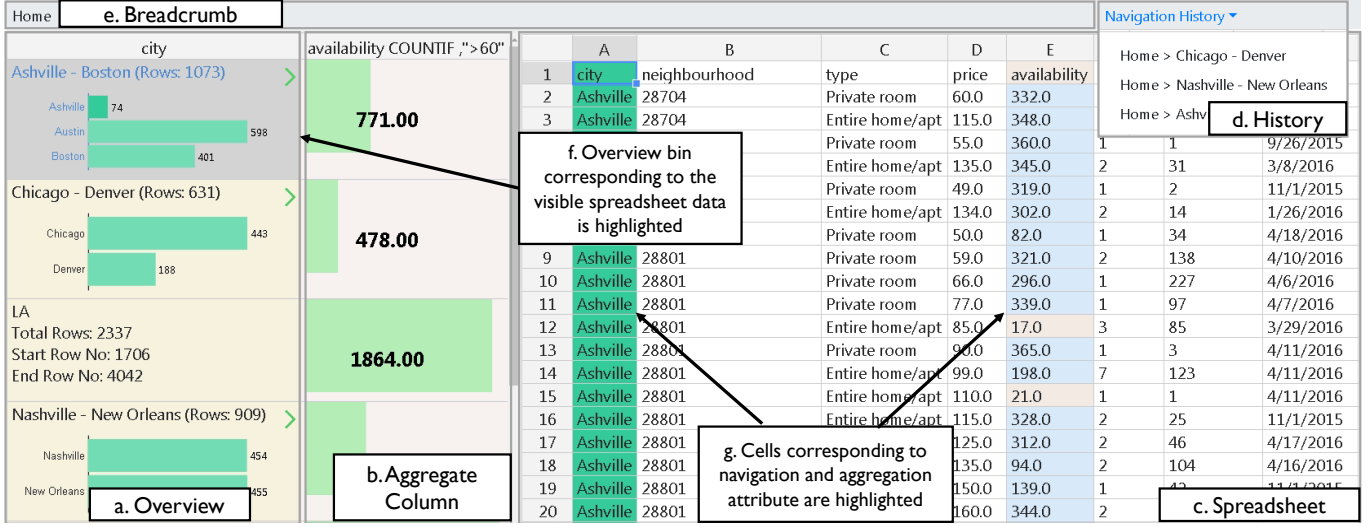 Home
e. Breadcrumb
Navigation History
Home > Chicago - Denver
Home > Nashville - New Orleans
Home > Ashv
d. History
city
Ashville - Boston (Rows: 1073)
Ashville 74
Austin 598
Boston 401
Chicago - Denver (Rows: 631)
Chicago 443
Denver 188
LA
Total Rows: 2337
Start Row No: 1706
End Row No: 4042
Nashville - New Orleans (Rows: 909)
Nashville 454
New Orleans 455
a. Overview
availability COUNTIF ,">60"
771.00
478.00
1864.00
b. Aggregate
Column
A B C D E
1 city neighbourhood type price availability
2 Ashville 28704 Private room 60.0 332.0
3 Ashville 28704 Entire home/apt 115.0 348.0
Private room 55.0 360.0 1 1 9/26/2015
Entire home/apt 135.0 345.0 2 31 3/8/2016
Private room 49.0 319.0 1 2 11/1/2015
Entire home/apt 134.0 302.0 2 14 1/26/2016
Private room 50.0 82.0 1 34 4/18/2016
9 Ashville 28801 Private room 59.0 321.0 2 138 4/10/2016
10 Ashville 28801 Private room 66.0 296.0 1 227 4/6/2016
11 Ashville 28801 Private room 77.0 339.0 1 97 4/7/2016
12 Ashville 28801 Entire home/apt 85.0 17.0 3 85 3/29/2016
13 Ashville 28801 Private room 90.0 365.0 1 3 4/11/2016
14 Ashville 28801 Entire home/apt 99.0 198.0 7 123 4/11/2016
15 Ashville 28801 Entire home/apt 110.0 21.0 1 1 4/11/2016
16 Ashville 28801 Entire home/apt 115.0 328.0 2 25 11/1/2015
17 Ashville 28801 125.0 312.0 2 46 4/17/2016
18 Ashville 28801 135.0 94.0 2 104 4/16/2016
19 Ashville 28801 150.0 139.0 1
20 Ashville 28801 160.0 344.0 2
f. Overview bin
corresponding to the
visible spreadsheet data
is highlighted
g. Cells corresponding to
navigation and aggregation
attribute are highlighted
c. Spreadsheet